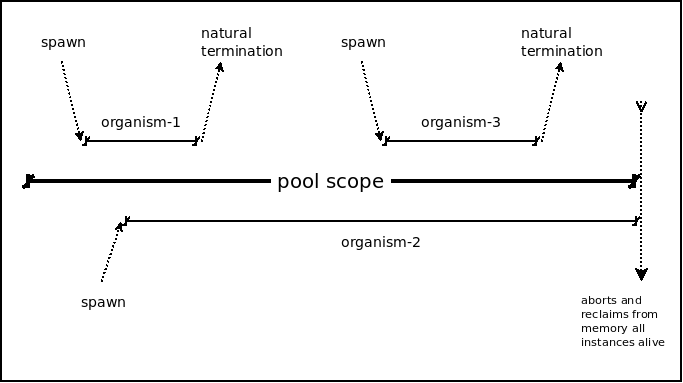 spawn
natural
termination
spawn
natural
termination
organism-1
organism-3
pool scope
organism-2
spawn
aborts and
reclaims from
memory all
instances alive